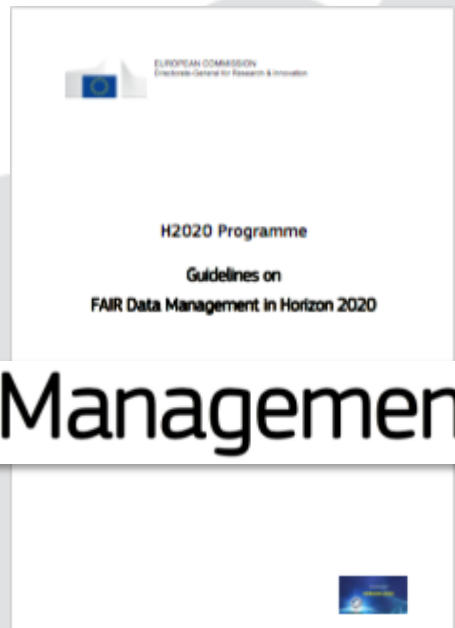 EUROPEAN COMMISSION
Directorate-General for Research & Innovation
H2020 Programme
Guidelines on
FAIR Data Management in Horizon 2020
Managemen